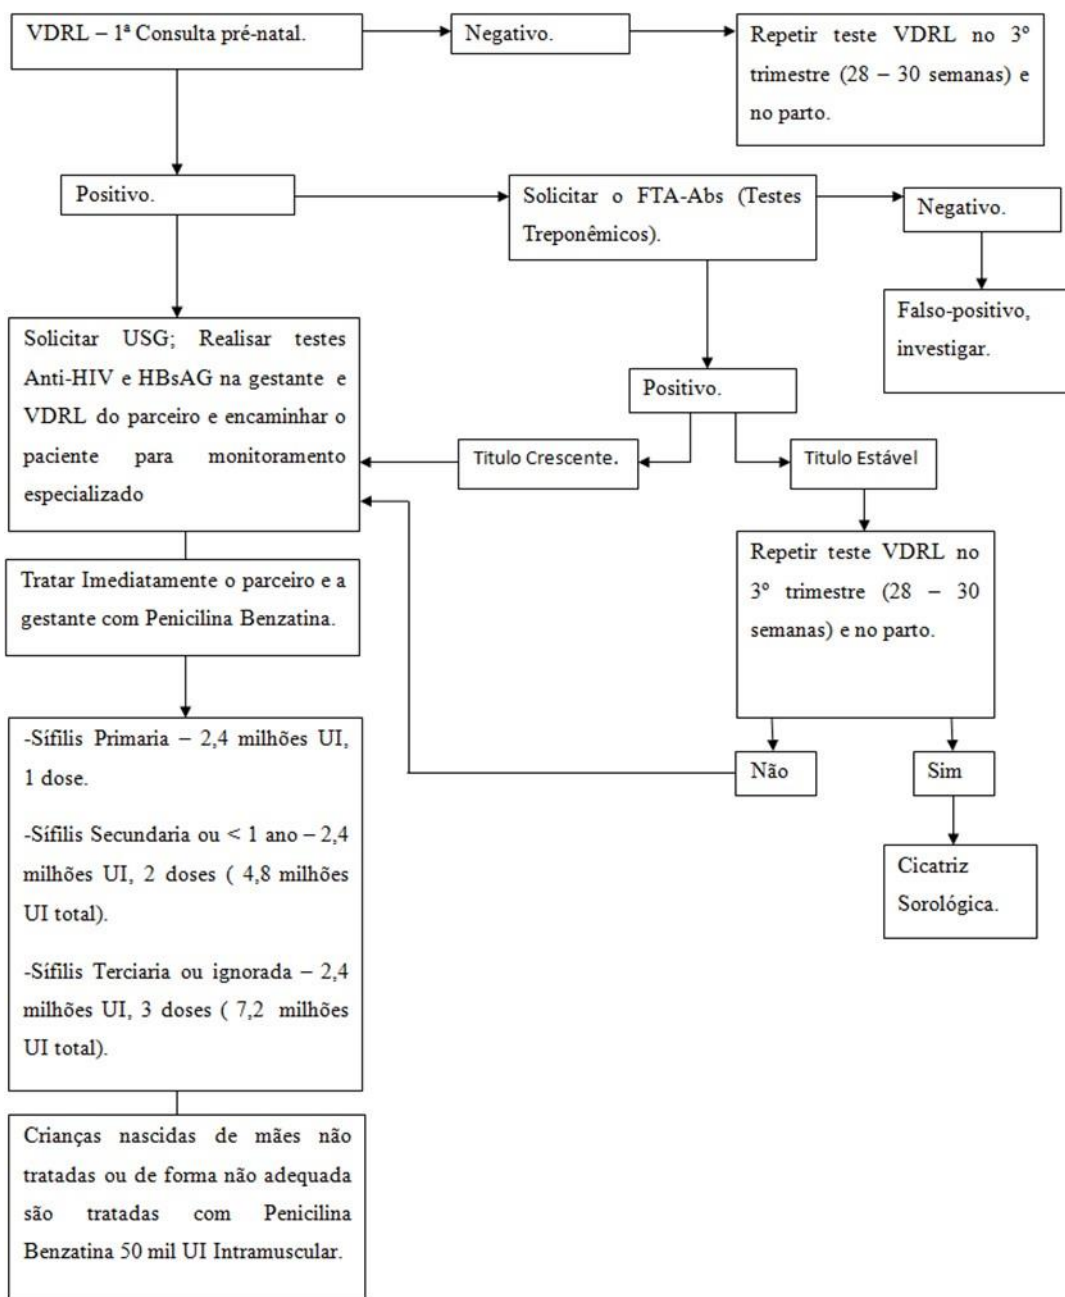 VDRL – 1ª Consulta pré-natal.
Negativo.
Repetir teste VDRL no 3º
trimestre (28 – 30 semanas) e
no parto.
Positivo.
Solicitar o FTA-Abs (Testes
Treponêmicos).
Negativo.
Falso-positivo,
investigar.
Solicitar USG; Realisar testes
Anti-HIV e HBsAG na gestante e
VDRL do parceiro e encaminhar o
paciente para monitoramento
especializado
Positivo.
Titulo Crescente.
Titulo Estável
Repetir teste VDRL no
3º trimestre (28 – 30
semanas) e no parto.
Tratar Imediatamente o parceiro e a
gestante com Penicilina Benzatina.
Não
Sim
Cicatriz
Sorológica.
-Sífilis Primaria – 2,4 milhões UI,
1 dose.
-Sífilis Secundaria ou < 1 ano – 2,4
milhões UI, 2 doses ( 4,8 milhões
UI total).
-Sífilis Terciaria ou ignorada – 2,4
milhões UI, 3 doses ( 7,2 milhões
UI total).
Crianças nascidas de mães não
tratadas ou de forma não adequada
são tratadas com Penicilina
Benzatina 50 mil UI Intramuscular.